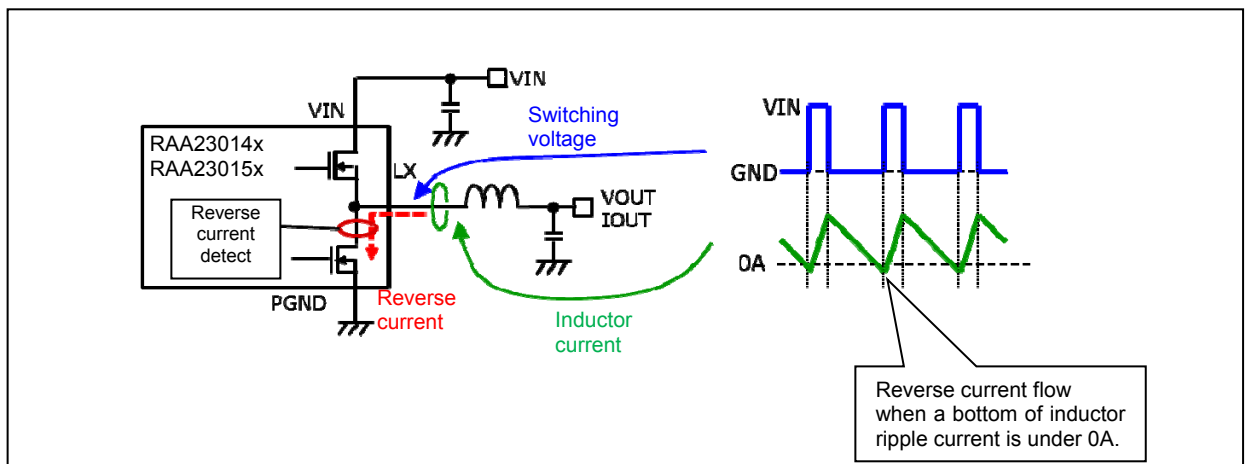 VIN
VIN
RAA23014x
RAA23015x
LX
Switching
voltage
VOUT
IOUT
Reverse
current
detect
PGND
Reverse
current
Inductor
current
VIN
GND
0A
Reverse current flow
when a bottom of inductor
ripple current is under 0A.